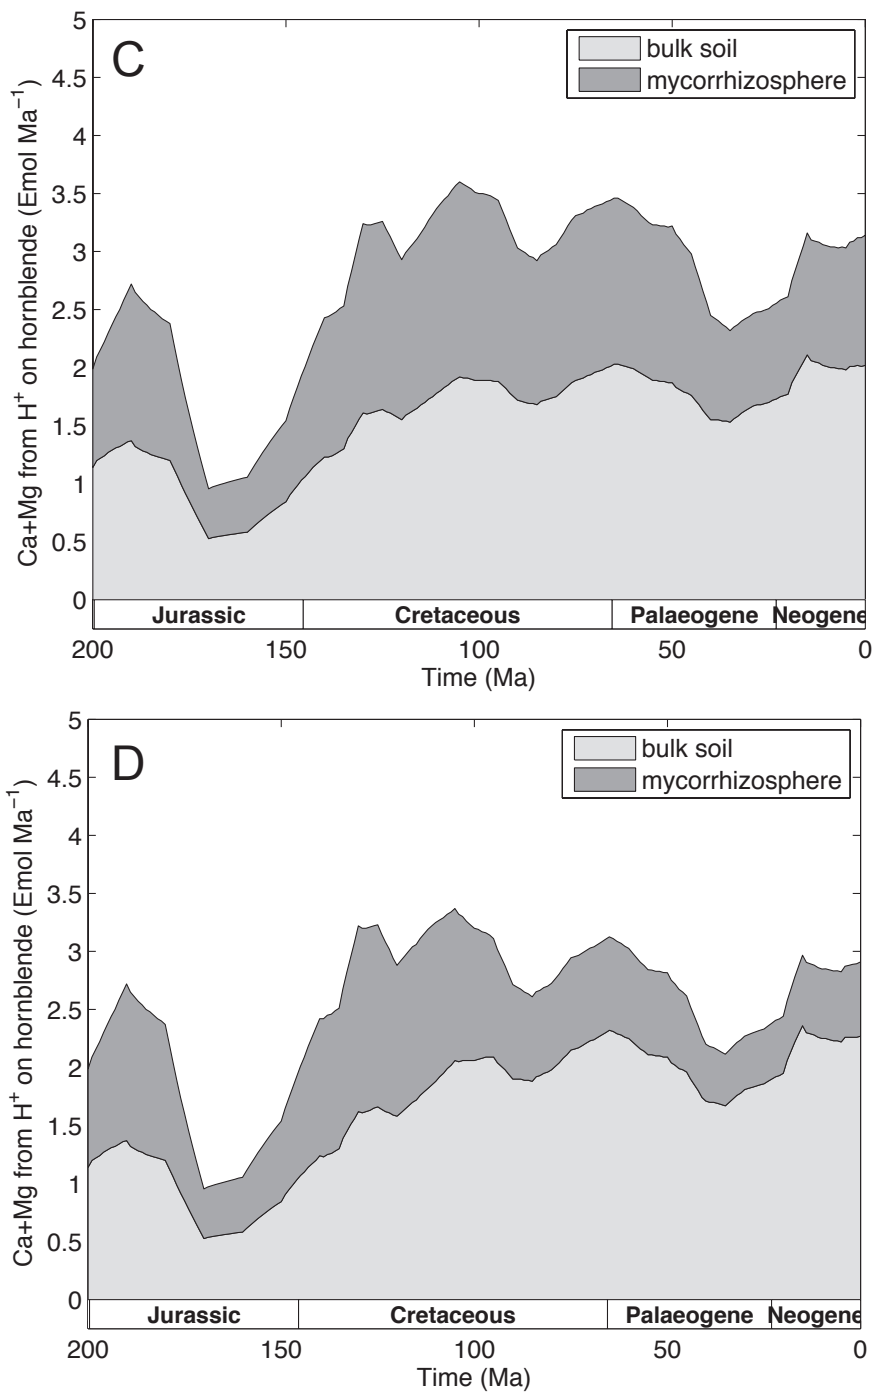 C
bulk soil
mycorrhizosphere
5
4.5
4
3.5
3
2.5
2
1.5
1
0.5
0
Ca+Mg from H+ on hornblende (Emol Ma−1)
Jurassic Cretaceous Palaeogene Neogene
200 150 100 50 0
Time (Ma)
D
bulk soil
mycorrhizosphere
5
4.5
4
3.5
3
2.5
2
1.5
1
0.5
0
Ca+Mg from H+ on hornblende (Emol Ma−1)
Jurassic Cretaceous Palaeogene Neogene
200 150 100 50 0
Time (Ma)